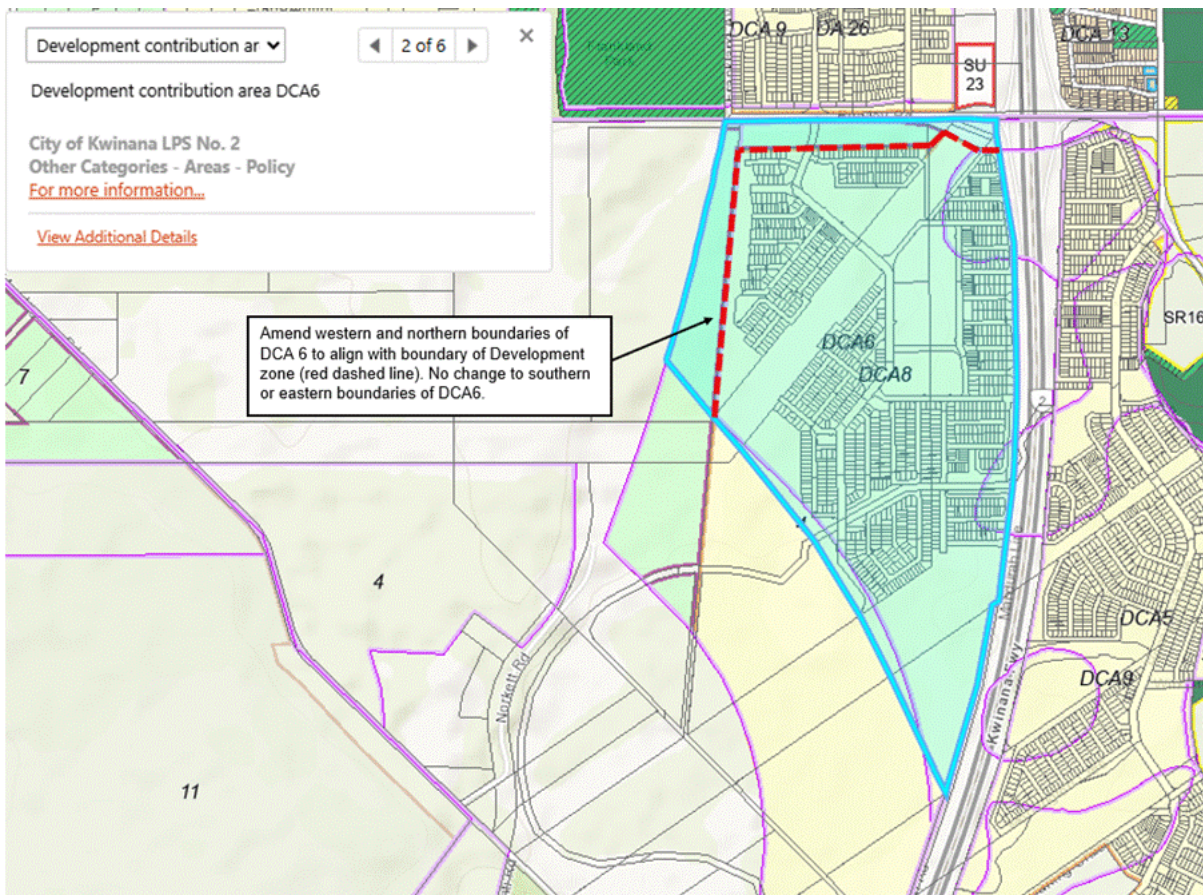 Development contribution ar
2 of 6
Development contribution area DCA6
City of Kwinana LPS No. 2
Other Categories - Areas - Policy
For more information...
View Additional Details
DCA 9
DA 26
DCA 13
SU
23
Amend western and northern boundaries of
DCA 6 to align with boundary of Development
zone (red dashed line). No change to southern
or eastern boundaries of DCA6.
DCA6
DCA8
SR16
7
2
4
DCA5
Norkett Rd
Kwinana Fwy
DCA9
11